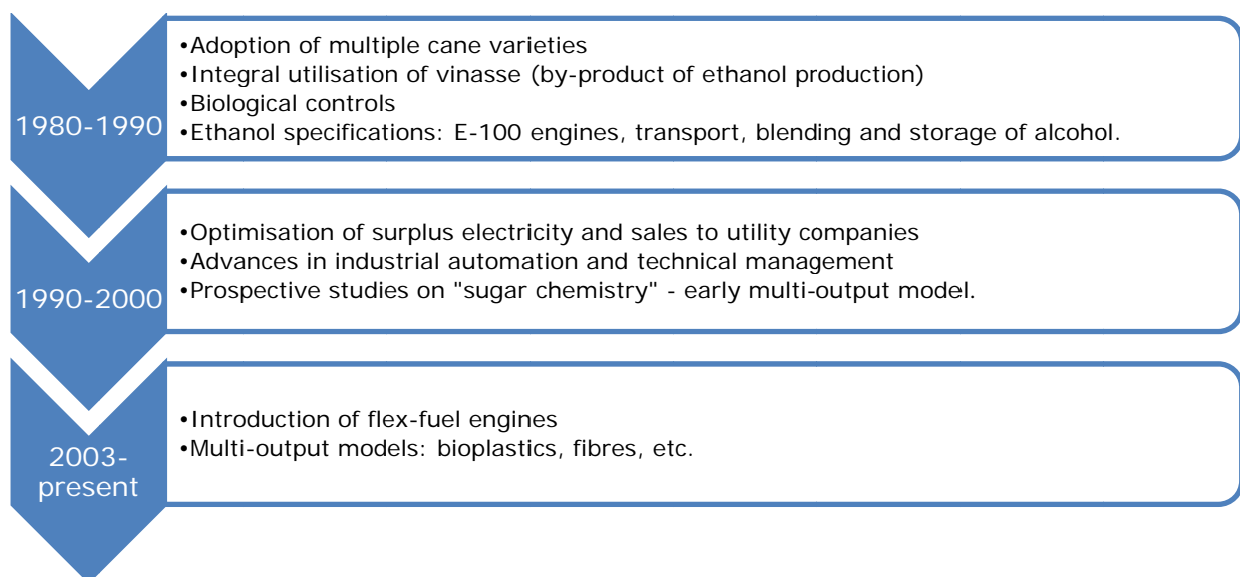 1980-1990
•Adoption of multiple cane varieties
•Integral utilisation of vinasse (by-product of ethanol production)
•Biological controls
•Ethanol specifications: E-100 engines, transport, blending and storage of alcohol.
1990-2000
•Optimisation of surplus electricity and sales to utility companies
•Advances in industrial automation and technical management
•Prospective studies on "sugar chemistry" - early multi-output model.
2003-
present
•Introduction of flex-fuel engines
•Multi-output models: bioplastics, fibres, etc.